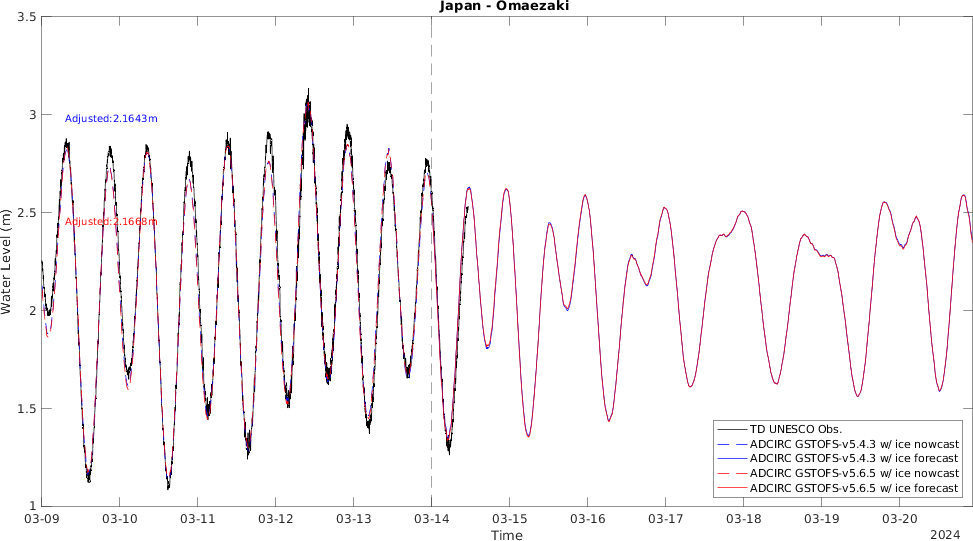 Japan - Omaezaki
3.5
3
2.5
2
1.5
1
Water Level (m)
Adjusted:2.1643m
Adjusted:2.1668m
TD UNESCO Obs.
ADCIRC GSTOFS-v5.4.3 w/ ice nowcast
ADCIRC GSTOFS-v5.4.3 w/ ice forecast
ADCIRC GSTOFS-v5.6.5 w/ ice nowcast
ADCIRC GSTOFS-v5.6.5 w/ ice forecast
03-09 03-10 03-11 03-12 03-13 03-14 03-15 03-16 03-17 03-18 03-19 03-20
Time
2024